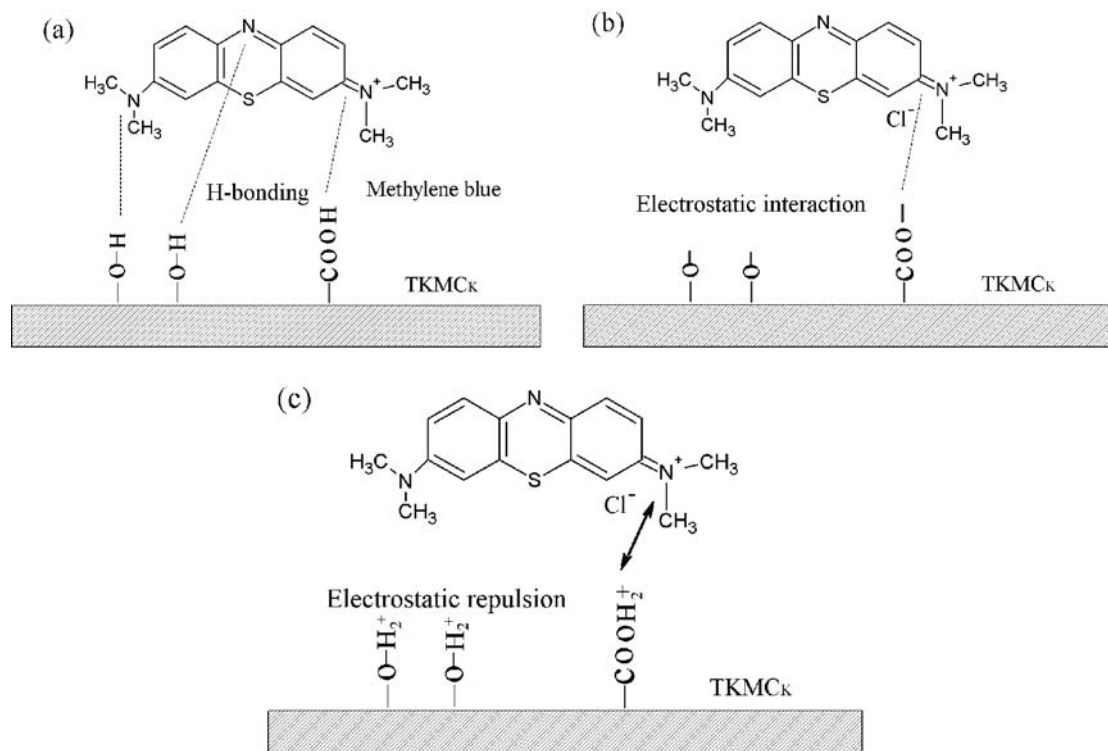 (a)
N
H₃C
N
CH₃
S
N⁺
CH₃
CH₃
H-bonding
Methylene blue
O-H
O-H
COOH
TKMCK
(b)
N
H₃C
N
CH₃
S
N⁺
CH₃
CH₃
Cl⁻
Electrostatic interaction
O-
O-
COO-
TKMCK
(c)
N
H₃C
N
CH₃
S
N⁺
CH₃
CH₃
Cl⁻
Electrostatic repulsion
O-H₂⁺
O-H₂⁺
COOH₂⁺
TKMCK